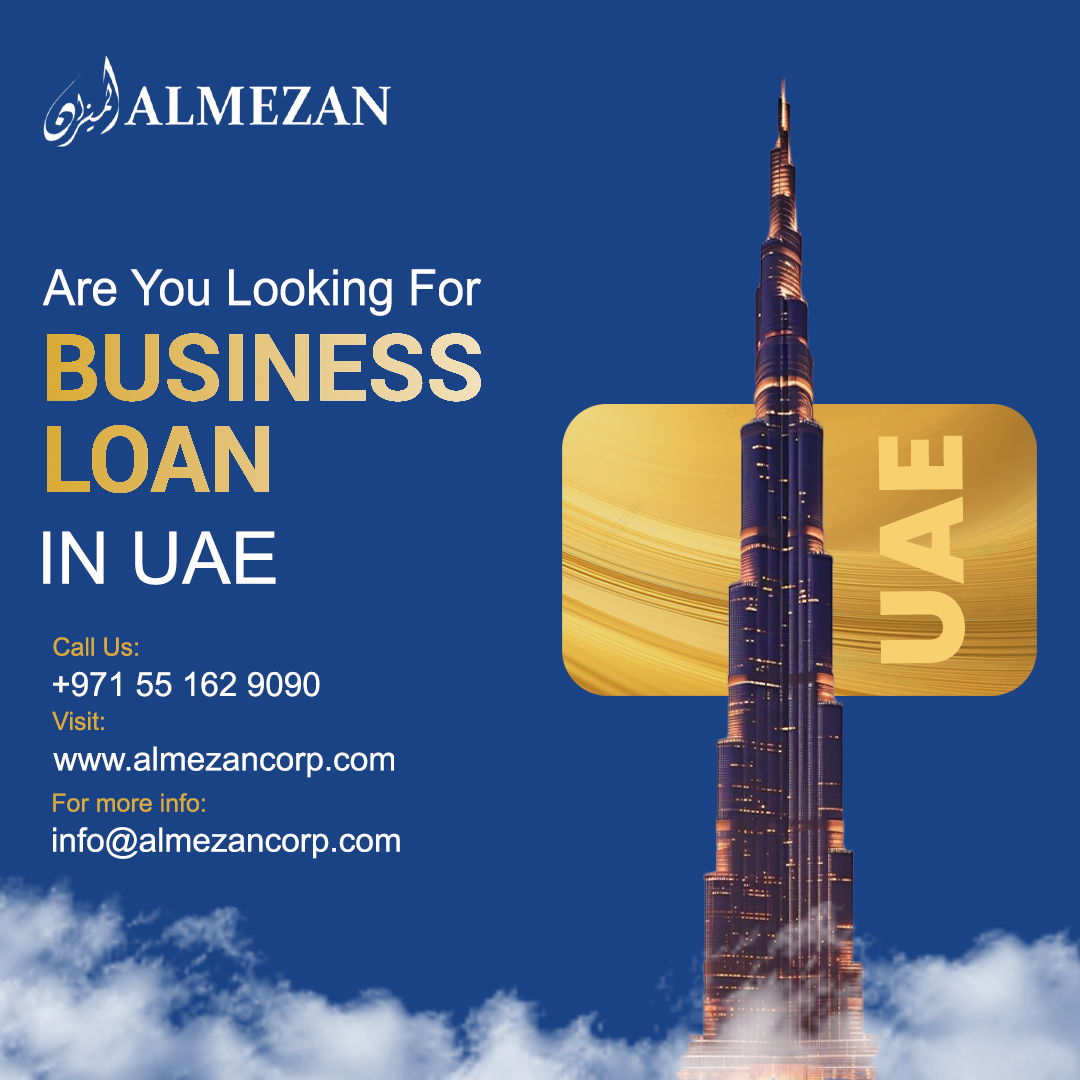 الميزان ALMEZAN
Are You Looking For
BUSINESS
LOAN
IN UAE
Call Us:
+971 55 162 9090
Visit:
www.almezancorp.com
For more info:
info@almezancorp.com
UAE